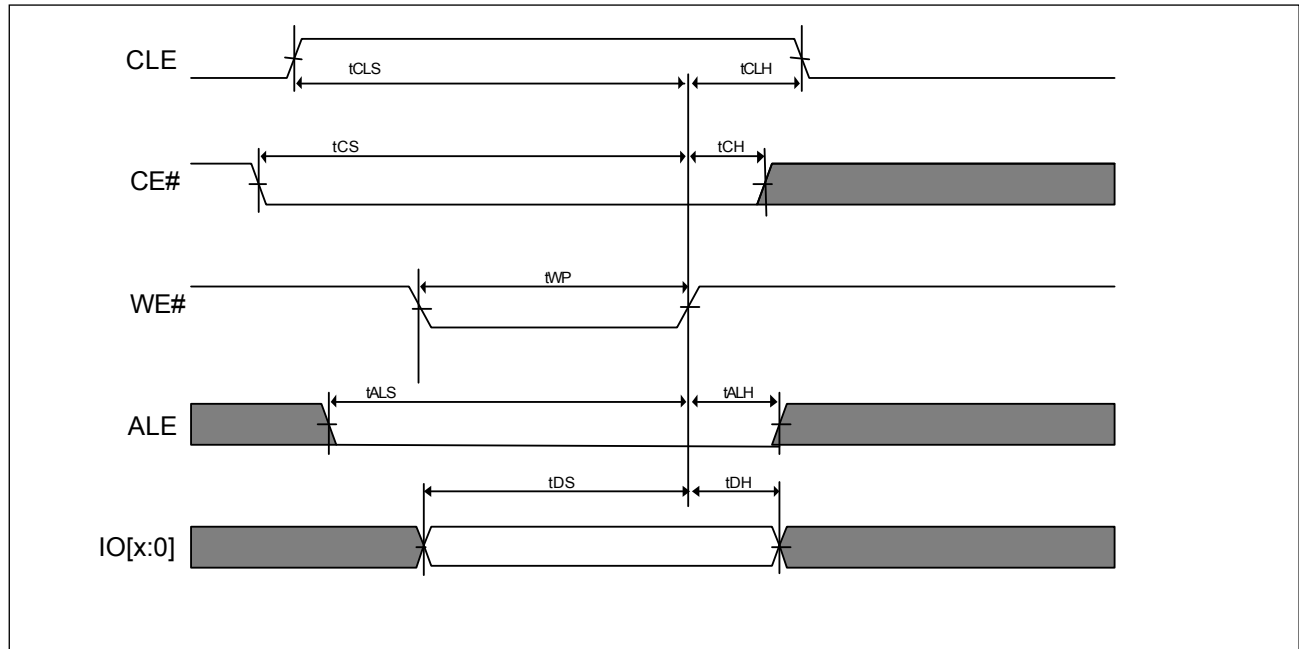 CLE
tCLS
tCLH
tCS
tCH
CE#
tWP
WE#
tALS
tALH
ALE
tDS
tDH
IO[x:0]